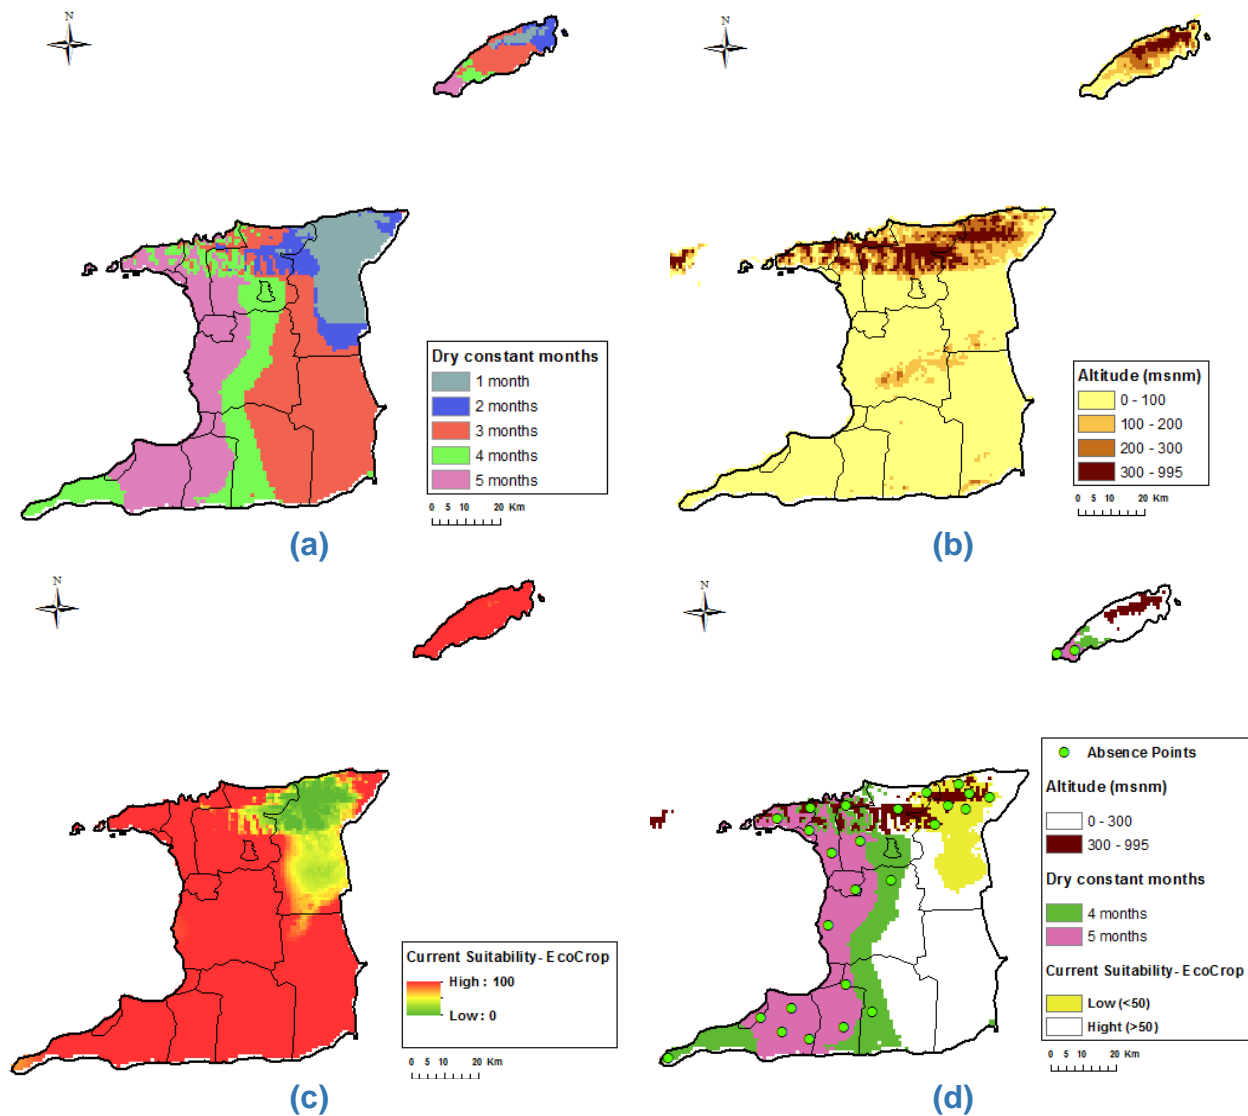 N
Dry constant months
1 month
2 months
3 months
4 months
5 months
0 5 10 20 Km
(a)
N
Altitude (msnm)
0 - 100
100 - 200
200 - 300
300 - 995
0 5 10 20 Km
(b)
N
Current Suitability- EcoCrop
High : 100
Low : 0
0 5 10 20 Km
(c)
N
Absence Points
Altitude (msnm)
0 - 300
300 - 995
Dry constant months
4 months
5 months
Current Suitability- EcoCrop
Low (<50)
Hight (>50)
0 5 10 20 Km
(d)